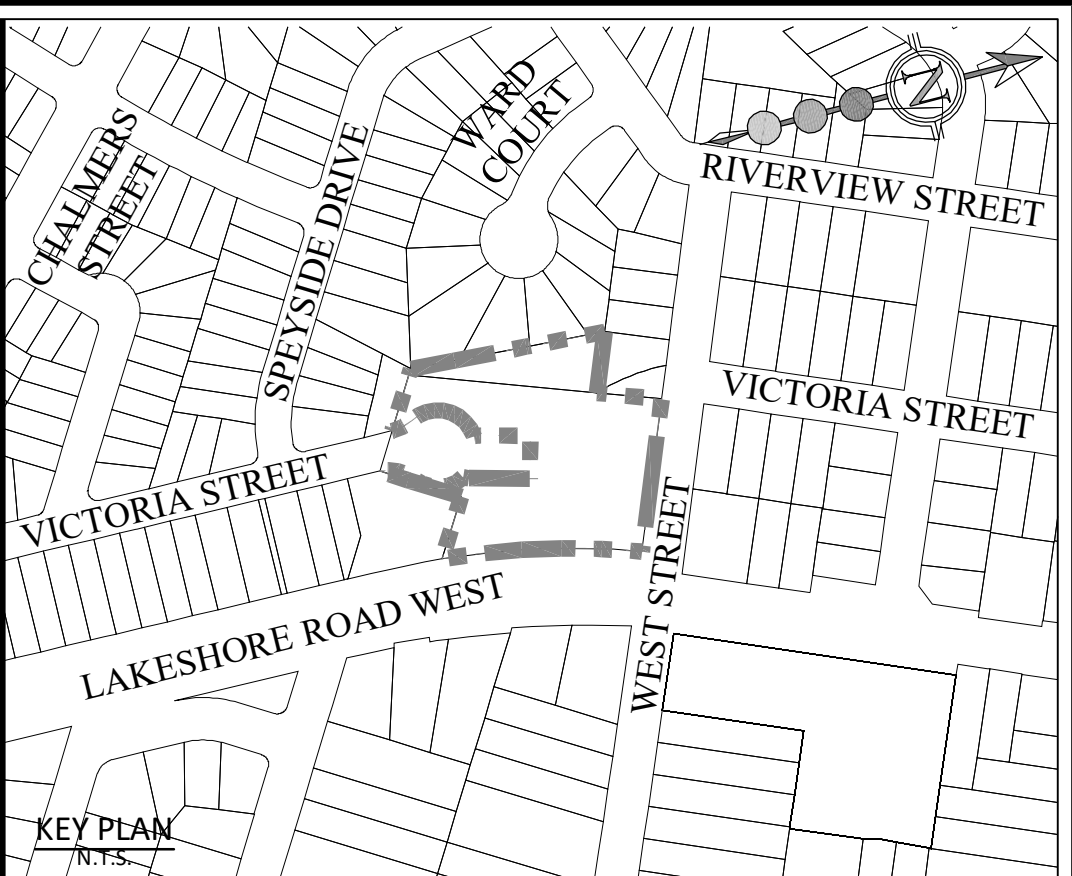 WARD
COURT
N
CHALMERS
STREET
SPEYSIDE DRIVE
RIVERVIEW STREET
VICTORIA STREET
VICTORIA STREET
WEST STREET
LAKESHORE ROAD WEST
KEY PLAN
N.T.S.